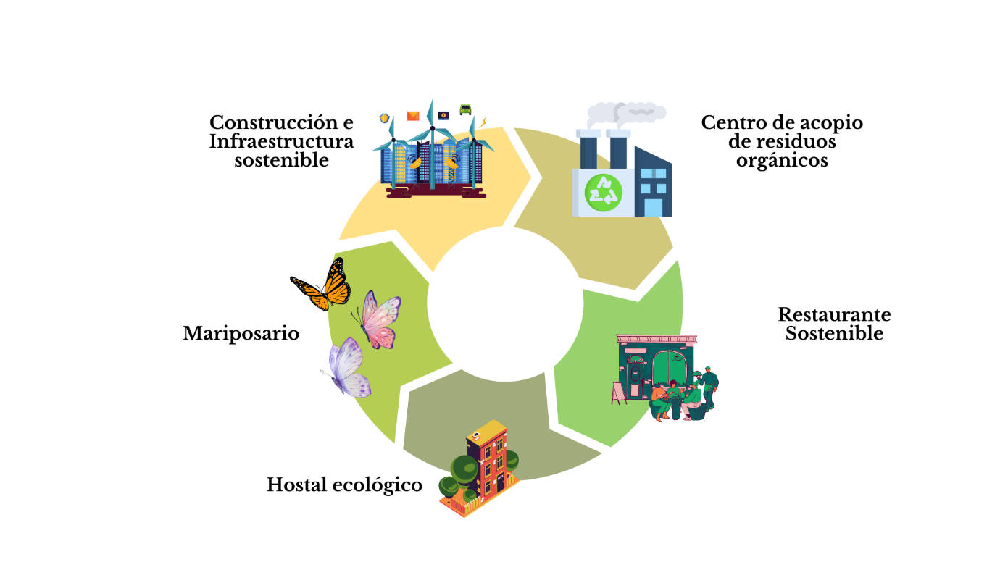 Construcción e
Infraestructura
sostenible
Centro de acopio
de residuos
orgánicos
Mariposario
Restaurante
Sostenible
Hostal ecológico